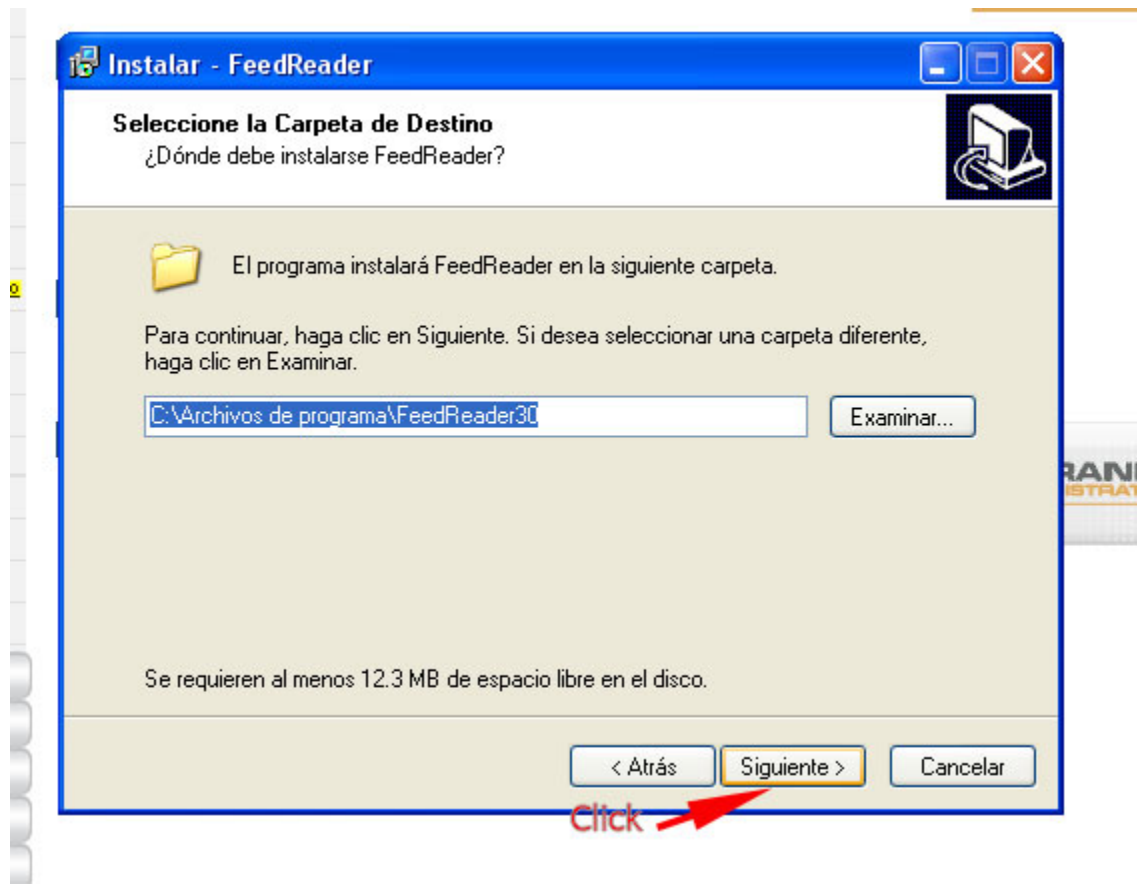 Instalar - FeedReader
Seleccione la Carpeta de Destino
¿Dónde debe instalarse FeedReader?
El programa instalará FeedReader en la siguiente carpeta.
Para continuar, haga clic en Siguiente. Si desea seleccionar una carpeta diferente,
haga clic en Examinar.
C:\Archivos de programa\FeedReader30
Examinar...
Se requieren al menos 12.3 MB de espacio libre en el disco.
< Atrás
Siguiente >
Cancelar
Click